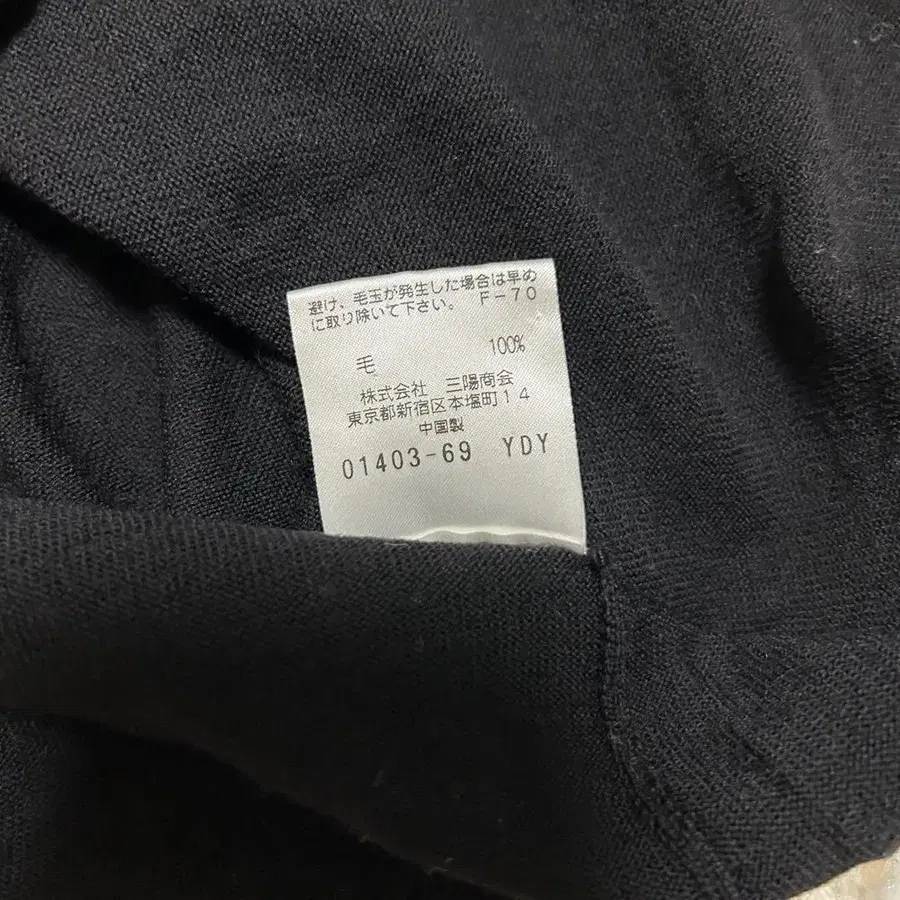 避け、毛玉が発生した場合は早め
に取り除いて下さい。 F-70
毛 100%
株式会社 三陽商会
東京都新宿区本塩町14
中国製
01403-69 YDY